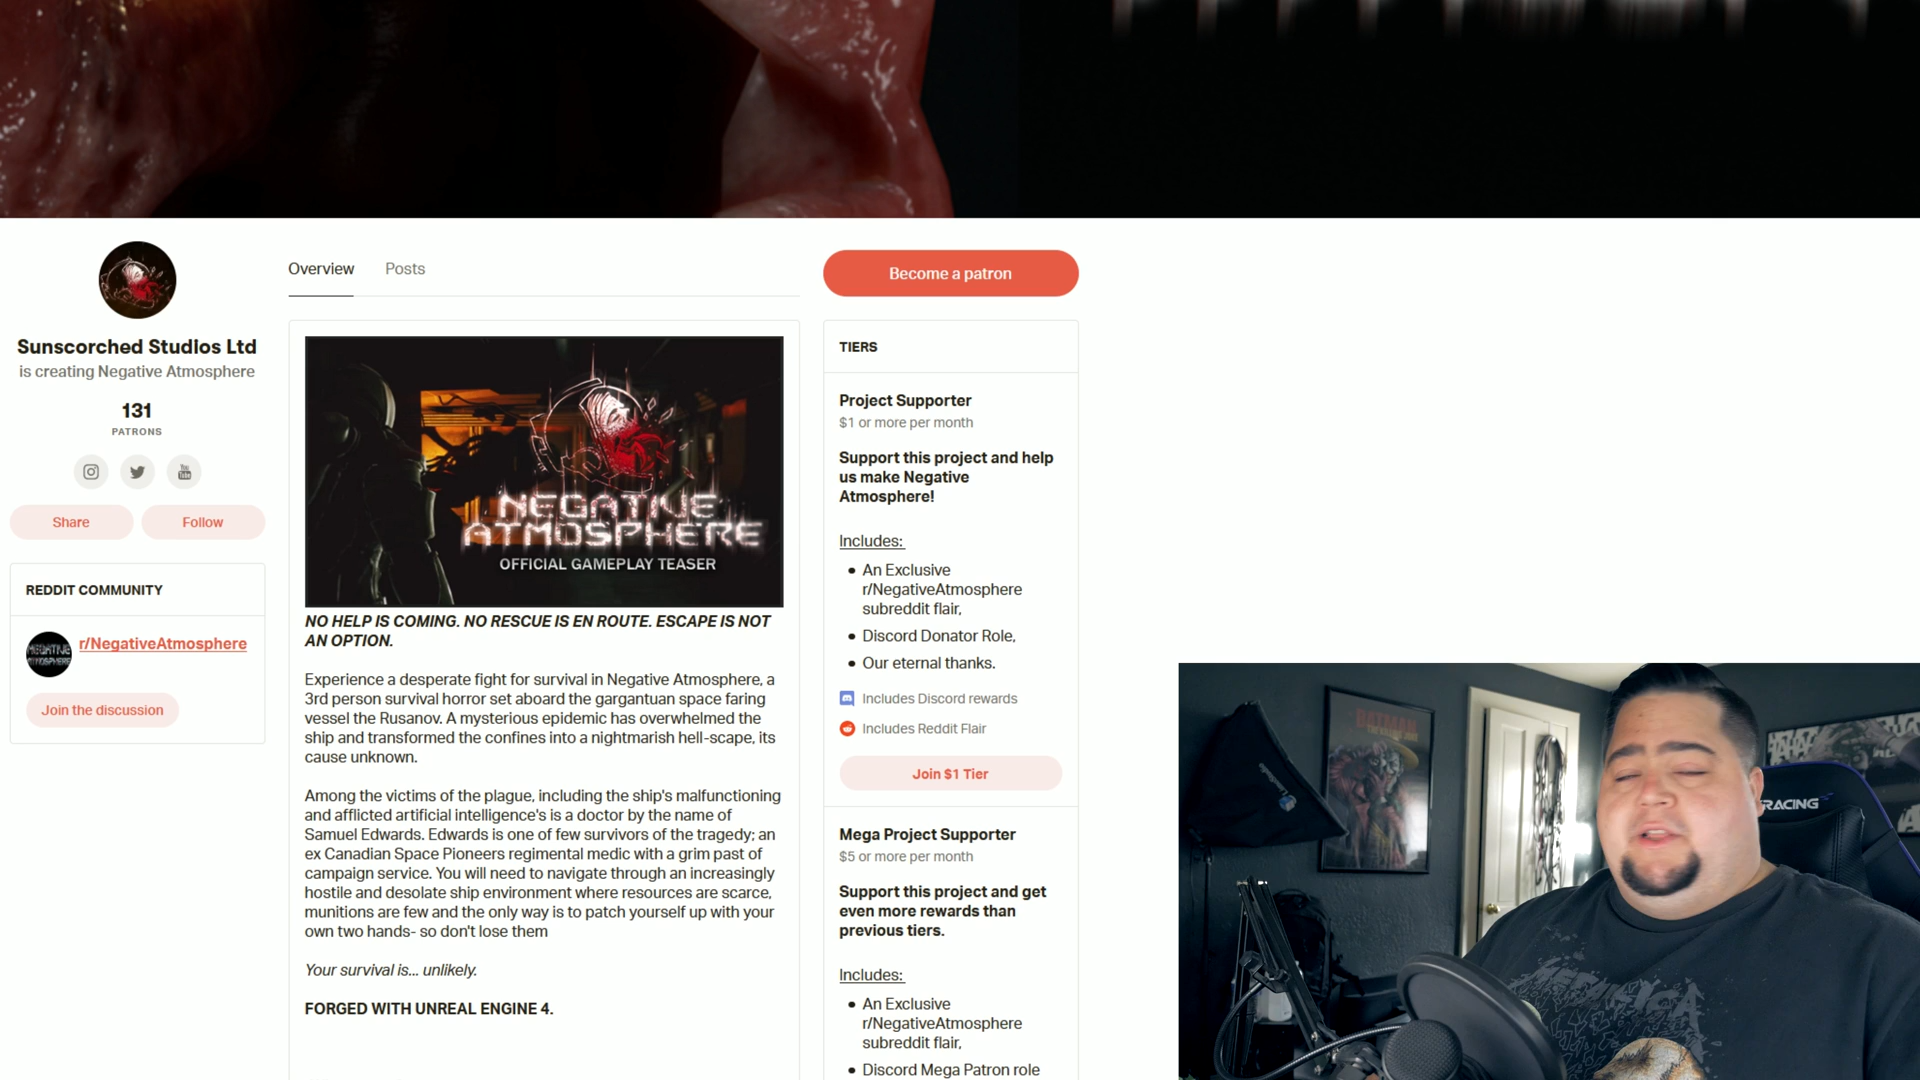 Sunscorched Studios Ltd
is creating Negative Atmosphere
131
PATRONS
Share
Follow
REDDIT COMMUNITY
r/NegativeAtmosphere
Join the discussion
Overview
Posts
NEGATIVE
ATMOSPHERE
OFFICIAL GAMEPLAY TEASER
NO HELP IS COMING. NO RESCUE IS EN ROUTE. ESCAPE IS NOT
AN OPTION.
Experience a desperate fight for survival in Negative Atmosphere, a
3rd person survival horror set aboard the gargantuan space faring
vessel the Rusanov. A mysterious epidemic has overwhelmed the
ship and transformed the confines into a nightmarish hell-scape, its
cause unknown.
Among the victims of the plague, including the ship's malfunctioning
and afflicted artificial intelligence's is a doctor by the name of
Samuel Edwards. Edwards is one of few survivors of the tragedy; an
ex Canadian Space Pioneers regimental medic with a grim past of
campaign service. You will need to navigate through an increasingly
hostile and desolate ship environment where resources are scarce,
munitions are few and the only way is to patch yourself up with your
own two hands- so don't lose them
Your survival is... unlikely.
FORGED WITH UNREAL ENGINE 4.
Become a patron
TIERS
Project Supporter
$1 or more per month
Support this project and help
us make Negative
Atmosphere!
Includes:
• An Exclusive
r/NegativeAtmosphere
subreddit flair,
• Discord Donator Role,
• Our eternal thanks.
Includes Discord rewards
Includes Reddit Flair
Join $1 Tier
Mega Project Supporter
$5 or more per month
Support this project and get
even more rewards than
previous tiers.
Includes:
• An Exclusive
r/NegativeAtmosphere
subreddit flair,
• Discord Mega Patron role
BATMAN
RACING